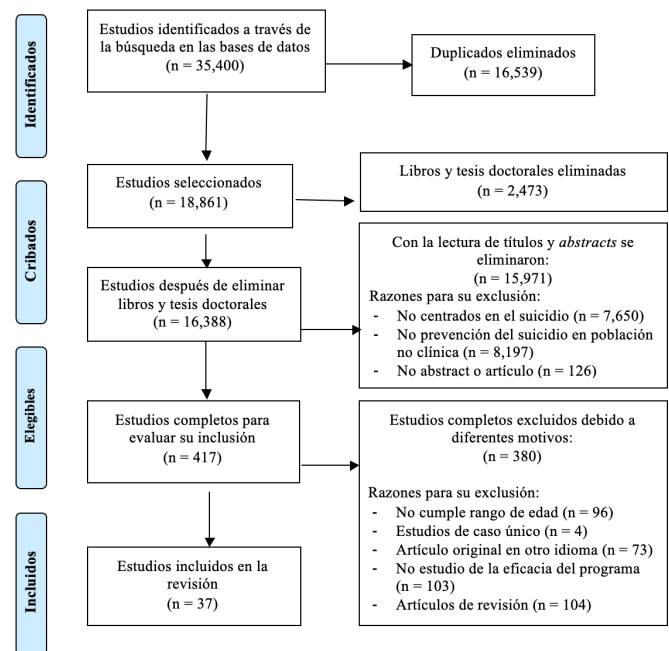 Identificados
Estudios identificados a través de
la búsqueda en las bases de datos
(n = 35,400)
Duplicados eliminados
(n = 16,539)
Cribados
Estudios seleccionados
(n = 18,861)
Libros y tesis doctorales eliminadas
(n = 2,473)
Estudios después de eliminar
libros y tesis doctorales
(n = 16,388)
Con la lectura de títulos y abstracts se
eliminaron:
(n = 15,971)
Razones para su exclusión:
- No centrados en el suicidio (n = 7,650)
- No prevención del suicidio en población
no clínica (n = 8,197)
- No abstract o artículo (n = 126)
Elegibles
Estudios completos para
evaluar su inclusión
(n = 417)
Estudios completos excluidos debido a
diferentes motivos:
(n = 380)
Razones para su exclusión:
- No cumple rango de edad (n = 96)
- Estudios de caso único (n = 4)
- Artículo original en otro idioma (n = 73)
- No estudio de la eficacia del programa
(n = 103)
- Artículos de revisión (n = 104)
Incluidos
Estudios incluidos en la
revisión
(n = 37)